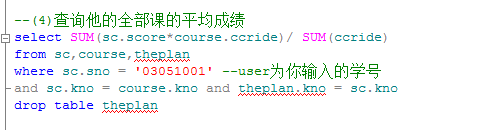 --(4)查询他的全部课的平均成绩
select SUM(sc.score*course.ccride)/ SUM(ccride)
from sc,course,theplan
where sc.sno = '03051001' --user为你输入的学号
and sc.kno = course.kno and theplan.kno = sc.kno
drop table theplan